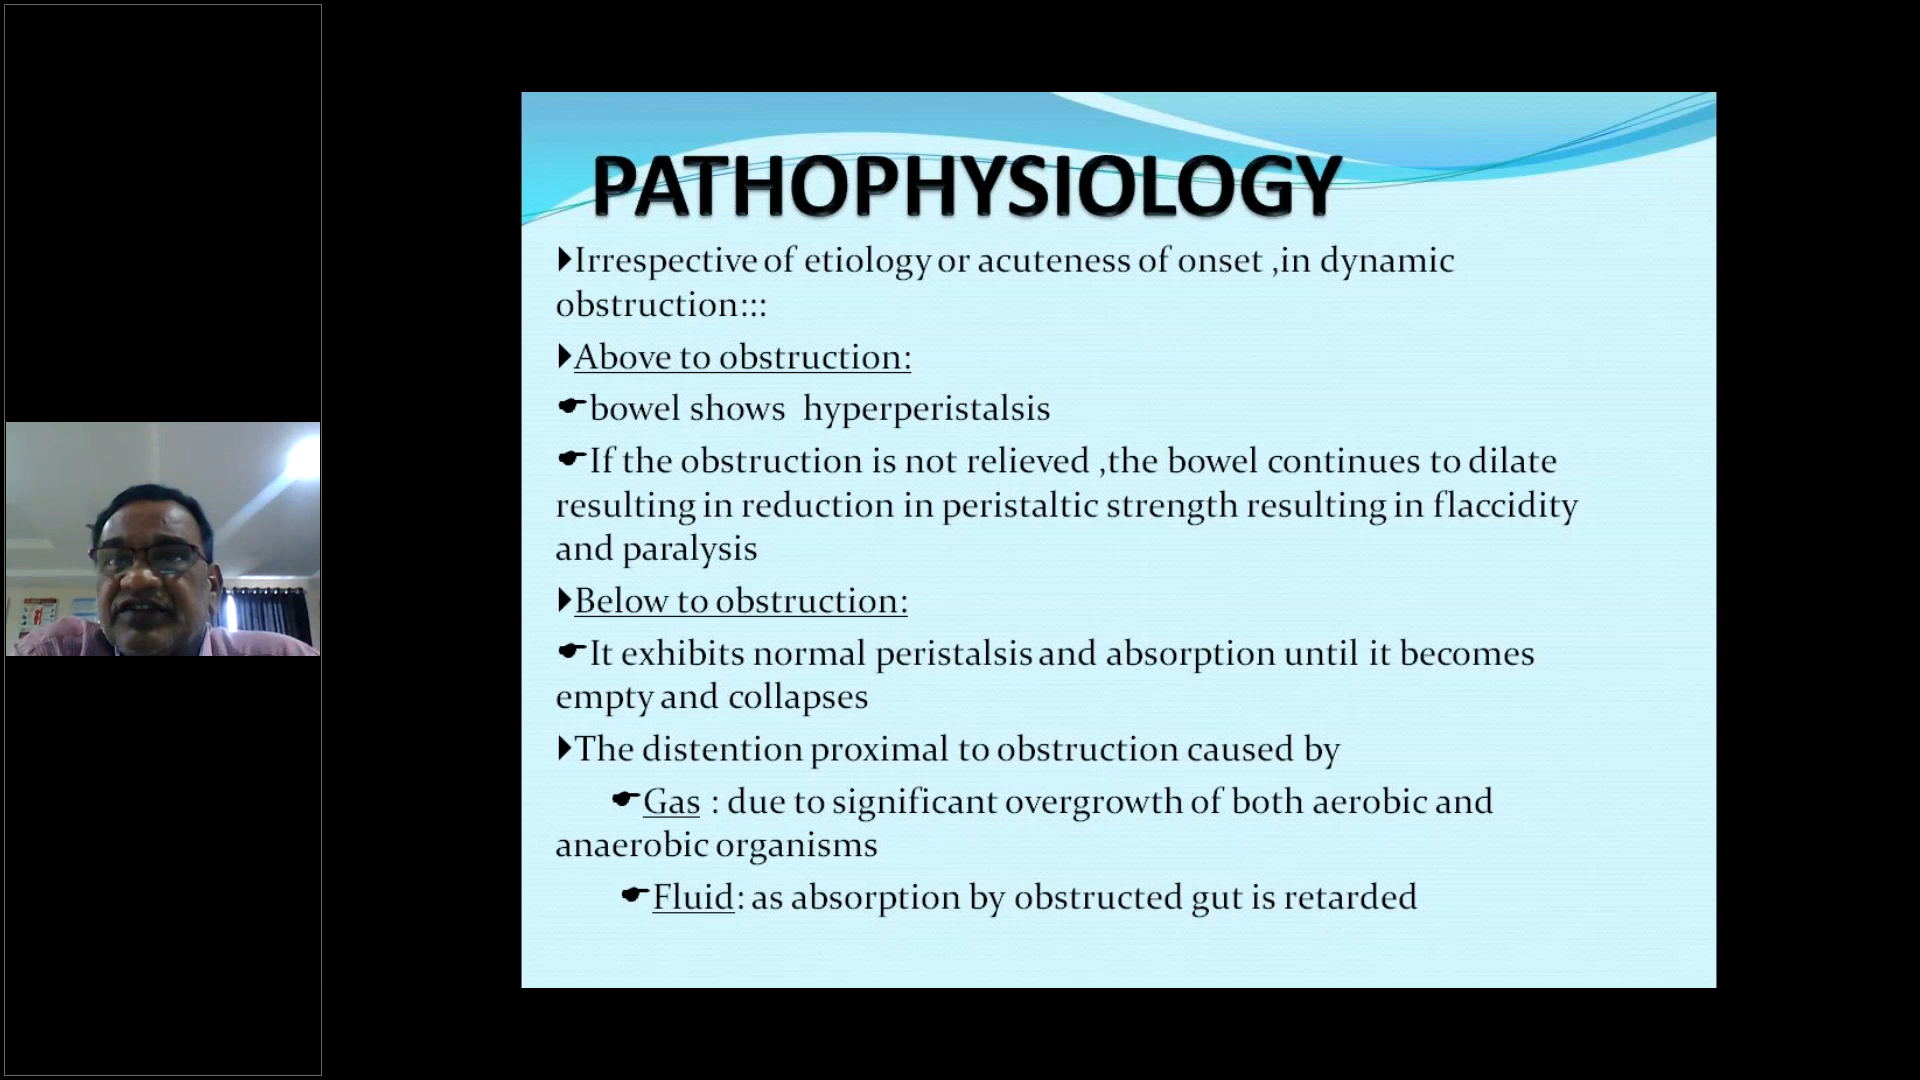 PATHOPHYSIOLOGY
Irrespective of etiology or acuteness of onset ,in dynamic
obstruction:::
Above to obstruction:
bowel shows hyperperistalsis
If the obstruction is not relieved ,the bowel continues to dilate
resulting in reduction in peristaltic strength resulting in flaccidity
and paralysis
Below to obstruction:
It exhibits normal peristalsis and absorption until it becomes
empty and collapses
The distention proximal to obstruction caused by
Gas : due to significant overgrowth of both aerobic and
anaerobic organisms
Fluid: as absorption by obstructed gut is retarded